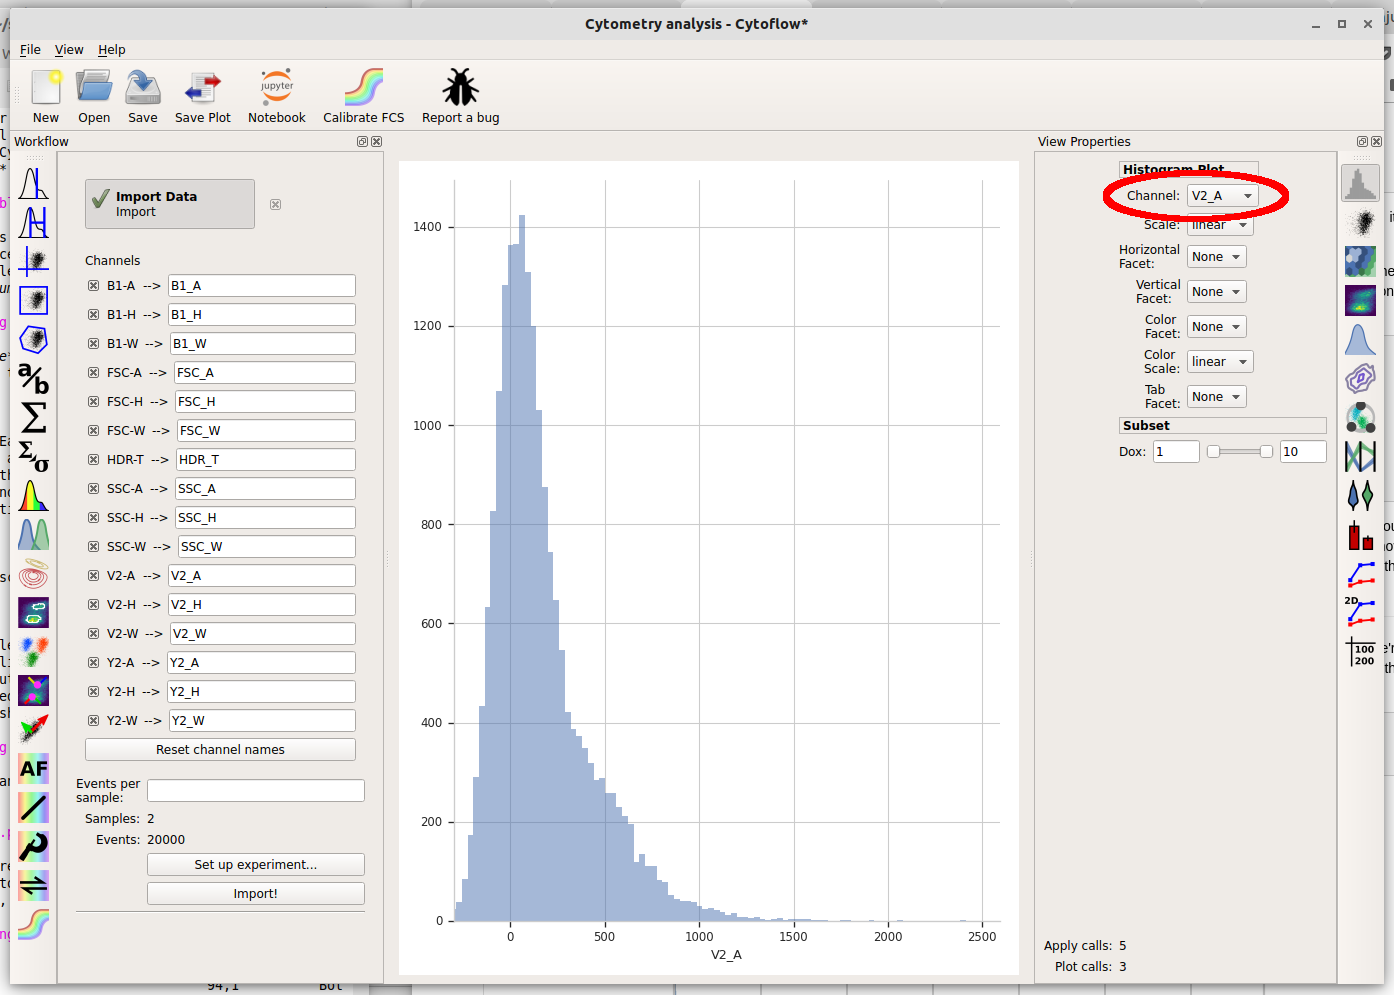 Cytometry analysis - Cytoflow*
File View Help
New Open Save Save Plot jupyter Notebook Calibrate FCS Report a bug
Workflow
Import Data
Import
Channels
B1-A --> B1_A
B1-H --> B1_H
B1-W --> B1_W
FSC-A --> FSC_A
FSC-H --> FSC_H
FSC-W --> FSC_W
HDR-T --> HDR_T
SSC-A --> SSC_A
SSC-H --> SSC_H
SSC-W --> SSC_W
V2-A --> V2_A
V2-H --> V2_H
V2-W --> V2_W
Y2-A --> Y2_A
Y2-H --> Y2_H
Y2-W --> Y2_W
Reset channel names
Events per
sample:
Samples: 2
Events: 20000
Set up experiment...
Import!
a/b
Σ
Σ,σ
AF
1400
1200
1000
800
600
400
200
0
0 500 1000 1500 2000 2500
V2_A
View Properties
Histogram Plot
Channel: V2_A
Scale: linear
Horizontal
Facet: None
Vertical
Facet: None
Color
Facet: None
Color
Scale: linear
Tab
Facet: None
Subset
Dox: 1 10
Apply calls: 5
Plot calls: 3
2D
100
200
94,1 Bot